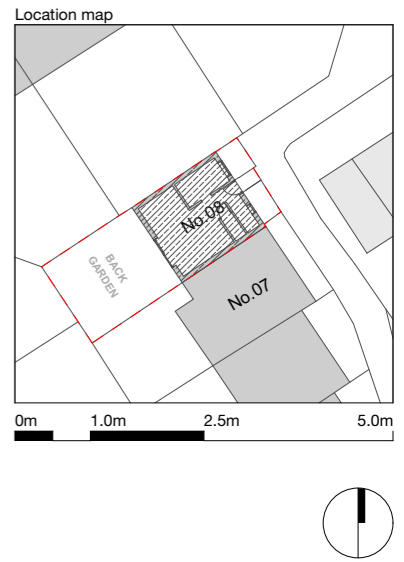 Location map
No.08
BACK
GARDEN
No.07
0m 1.0m 2.5m 5.0m